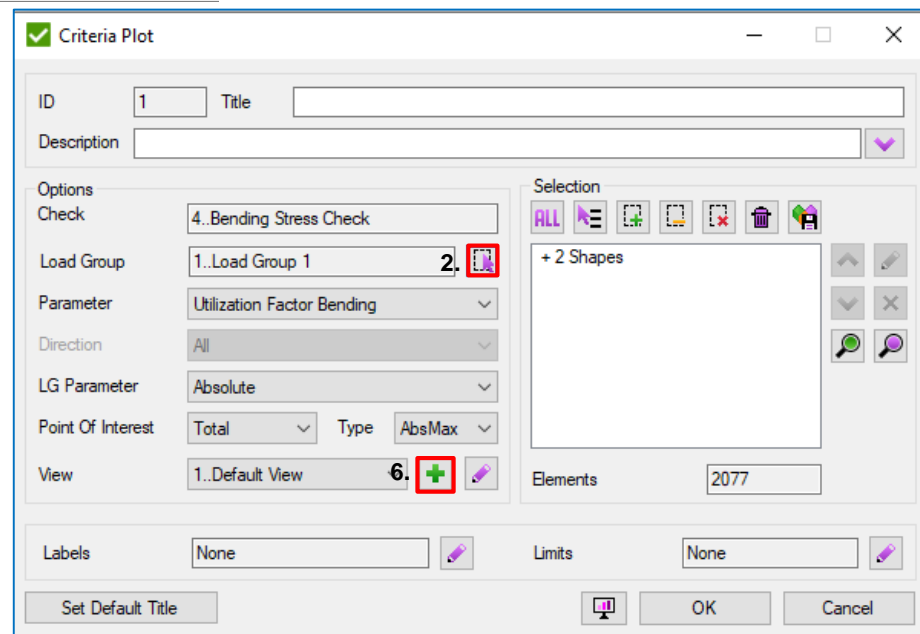 Criteria Plot
ID 1 Title
Description
Options
Check 4..Bending Stress Check
Load Group 1..Load Group 1 2.
Parameter Utilization Factor Bending
Direction All
LG Parameter Absolute
Point Of Interest Total Type AbsMax
View 1..Default View 6.
Selection
ALL
+ 2 Shapes
Elements 2077
Labels None Limits None
Set Default Title OK Cancel